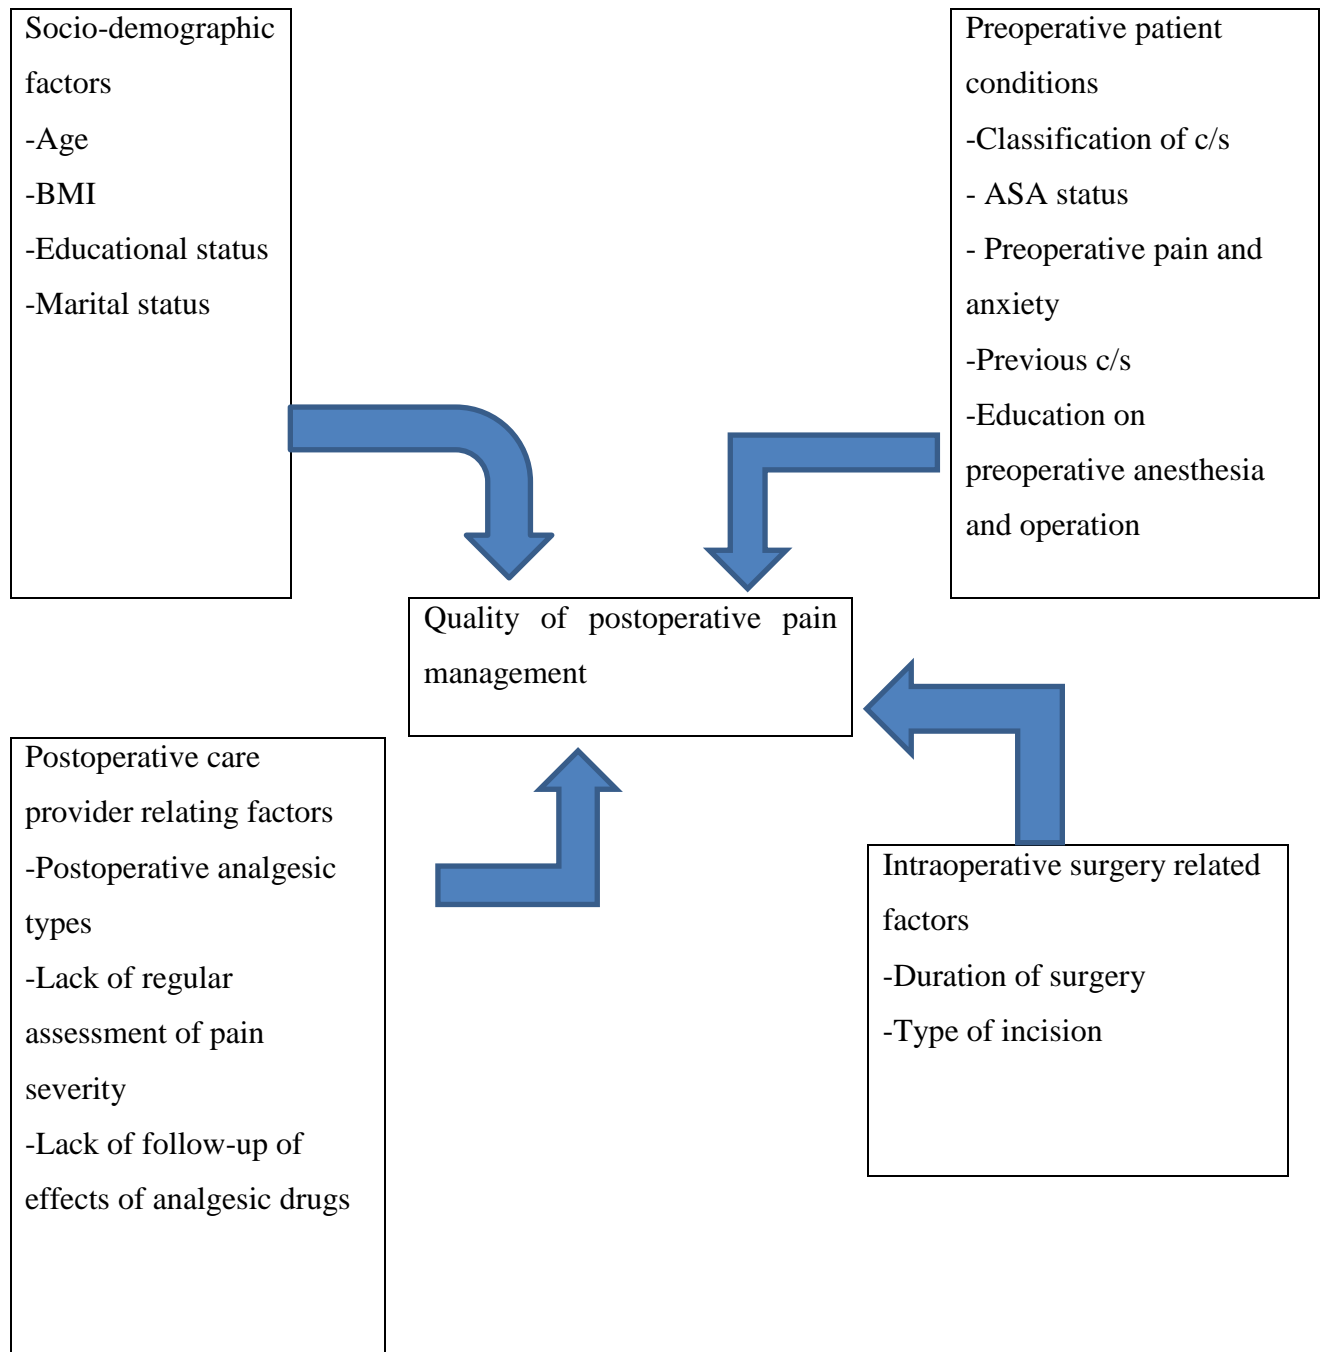 Socio-demographic
factors
-Age
-BMI
-Educational status
-Marital status
Preoperative patient
conditions
-Classification of c/s
- ASA status
- Preoperative pain and
anxiety
-Previous c/s
-Education on
preoperative anesthesia
and operation
Quality of postoperative pain
management
Postoperative care
provider relating factors
-Postoperative analgesic
types
-Lack of regular
assessment of pain
severity
-Lack of follow-up of
effects of analgesic drugs
Intraoperative surgery related
factors
-Duration of surgery
-Type of incision